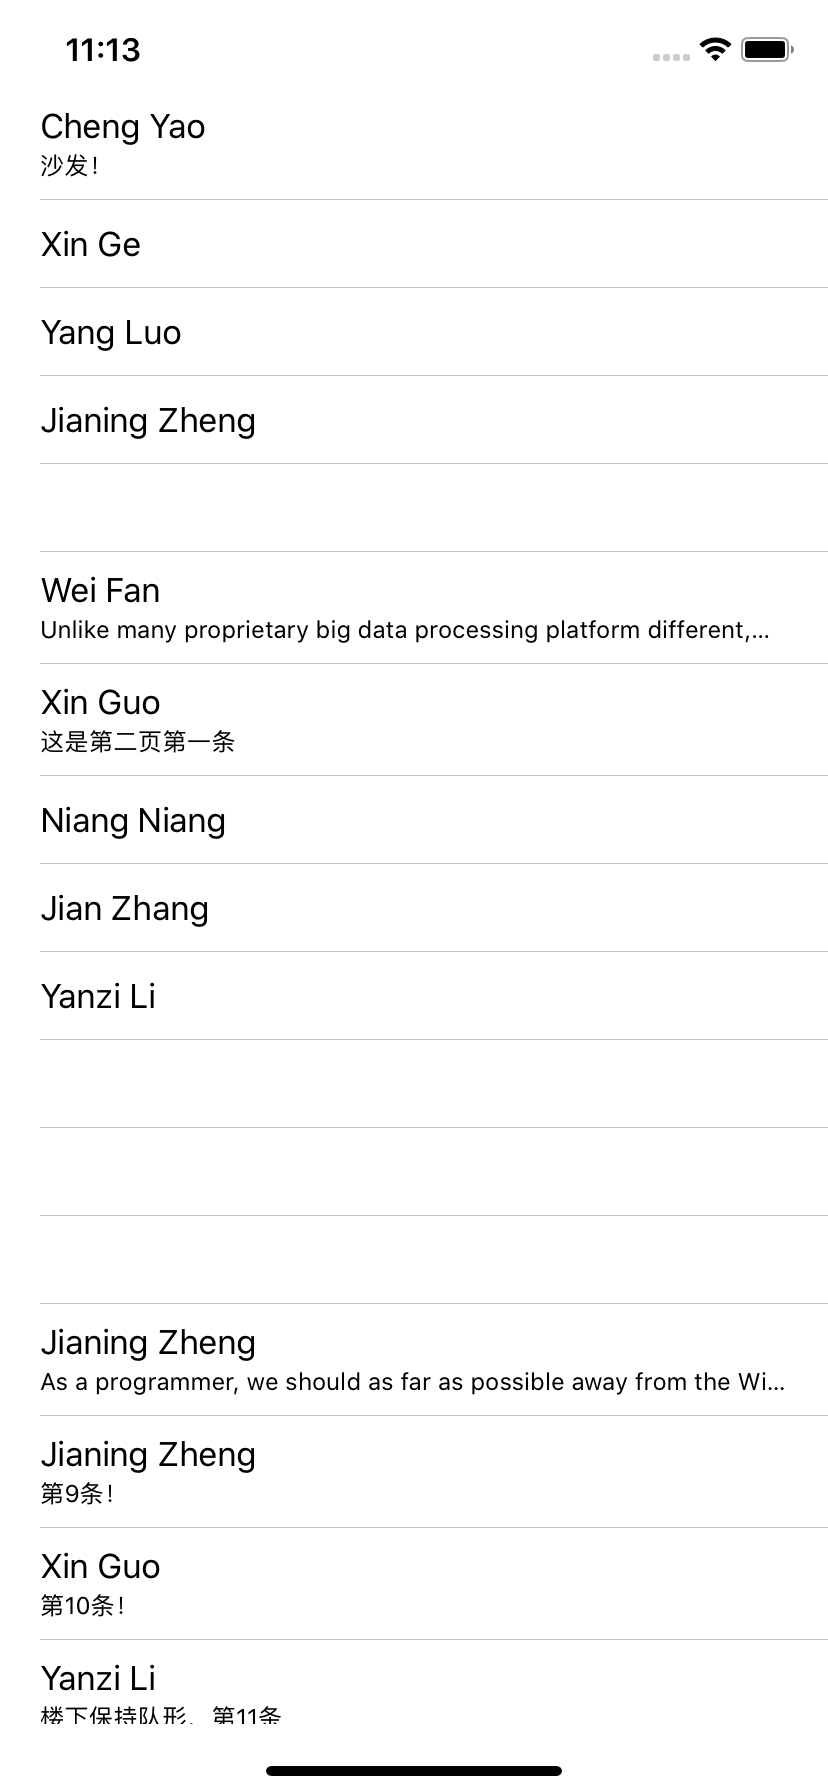 11:13
Cheng Yao
沙发！
Xin Ge
Yang Luo
Jianing Zheng
Wei Fan
Unlike many proprietary big data processing platform different,...
Xin Guo
这是第二页第一条
Niang Niang
Jian Zhang
Yanzi Li
Jianing Zheng
As a programmer, we should as far as possible away from the Wi...
Jianing Zheng
第9条！
Xin Guo
第10条！
Yanzi Li
楼下保持队形，第11条